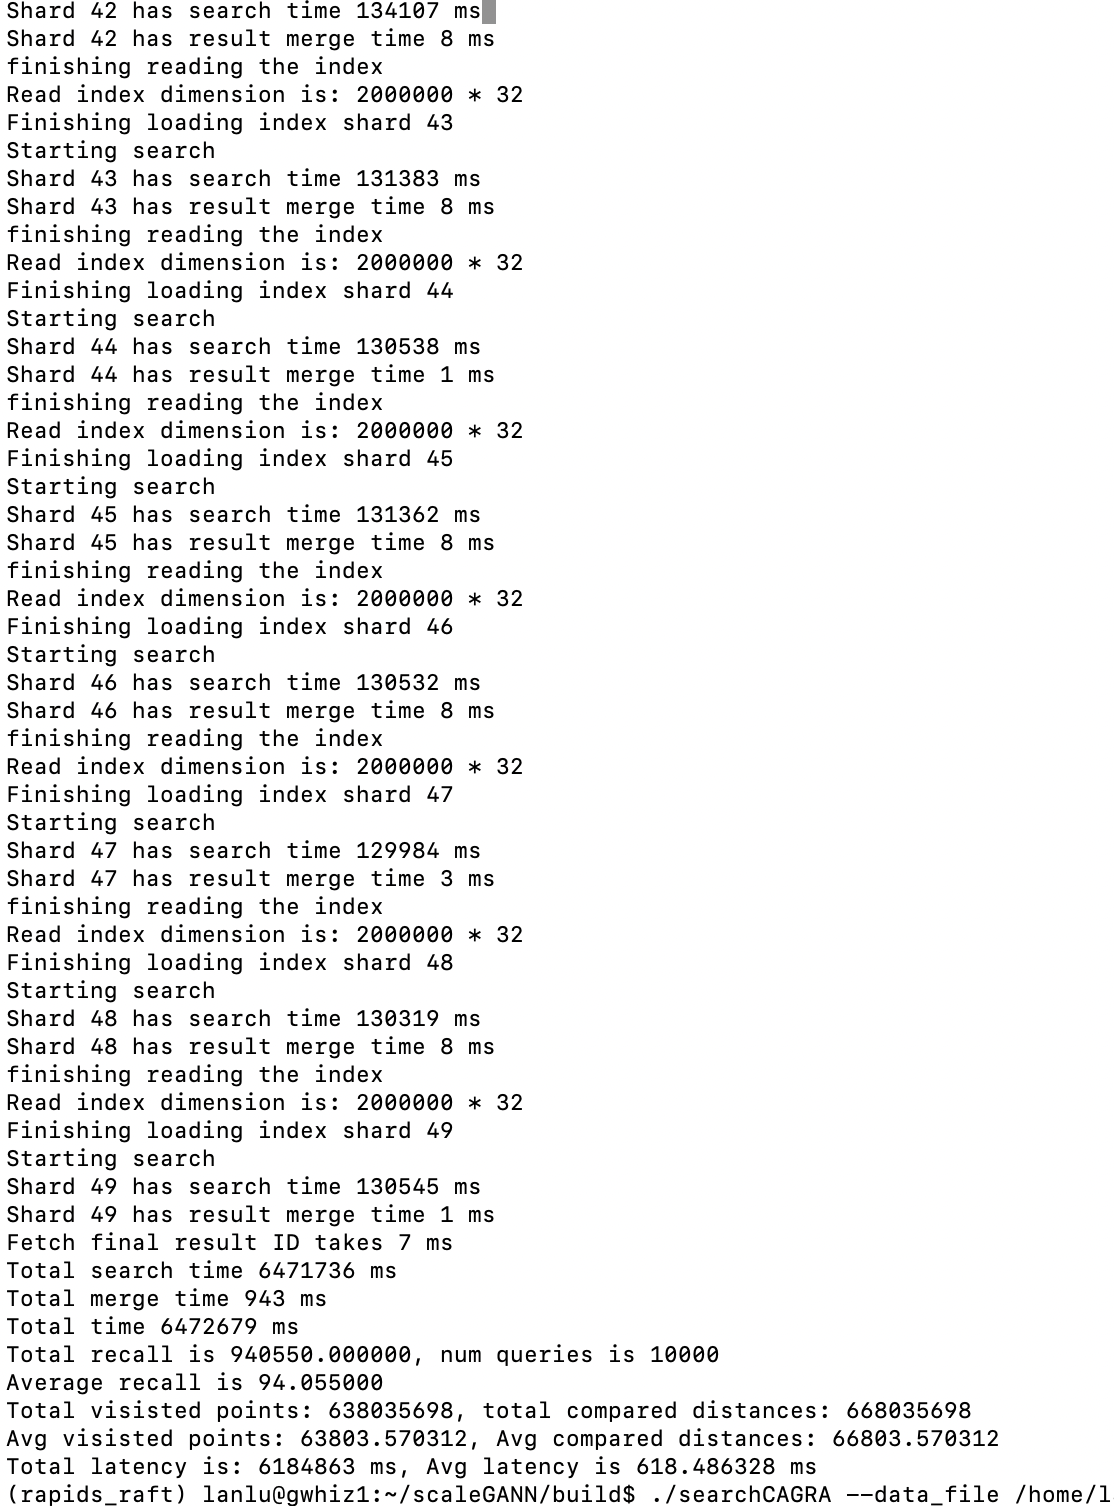 Shard 42 has search time 134107 ms
Shard 42 has result merge time 8 ms
finishing reading the index
Read index dimension is: 2000000 * 32
Finishing loading index shard 43
Starting search
Shard 43 has search time 131383 ms
Shard 43 has result merge time 8 ms
finishing reading the index
Read index dimension is: 2000000 * 32
Finishing loading index shard 44
Starting search
Shard 44 has search time 130538 ms
Shard 44 has result merge time 1 ms
finishing reading the index
Read index dimension is: 2000000 * 32
Finishing loading index shard 45
Starting search
Shard 45 has search time 131362 ms
Shard 45 has result merge time 8 ms
finishing reading the index
Read index dimension is: 2000000 * 32
Finishing loading index shard 46
Starting search
Shard 46 has search time 130532 ms
Shard 46 has result merge time 8 ms
finishing reading the index
Read index dimension is: 2000000 * 32
Finishing loading index shard 47
Starting search
Shard 47 has search time 129984 ms
Shard 47 has result merge time 3 ms
finishing reading the index
Read index dimension is: 2000000 * 32
Finishing loading index shard 48
Starting search
Shard 48 has search time 130319 ms
Shard 48 has result merge time 8 ms
finishing reading the index
Read index dimension is: 2000000 * 32
Finishing loading index shard 49
Starting search
Shard 49 has search time 130545 ms
Shard 49 has result merge time 1 ms
Fetch final result ID takes 7 ms
Total search time 6471736 ms
Total merge time 943 ms
Total time 6472679 ms
Total recall is 940550.000000, num queries is 10000
Average recall is 94.055000
Total visisted points: 638035698, total compared distances: 668035698
Avg visisted points: 63803.570312, Avg compared distances: 66803.570312
Total latency is: 6184863 ms, Avg latency is 618.486328 ms
(rapids_raft) lanlu@gwhiz1:~/scaleGANN/build$ ./searchCAGRA --data_file /home/l